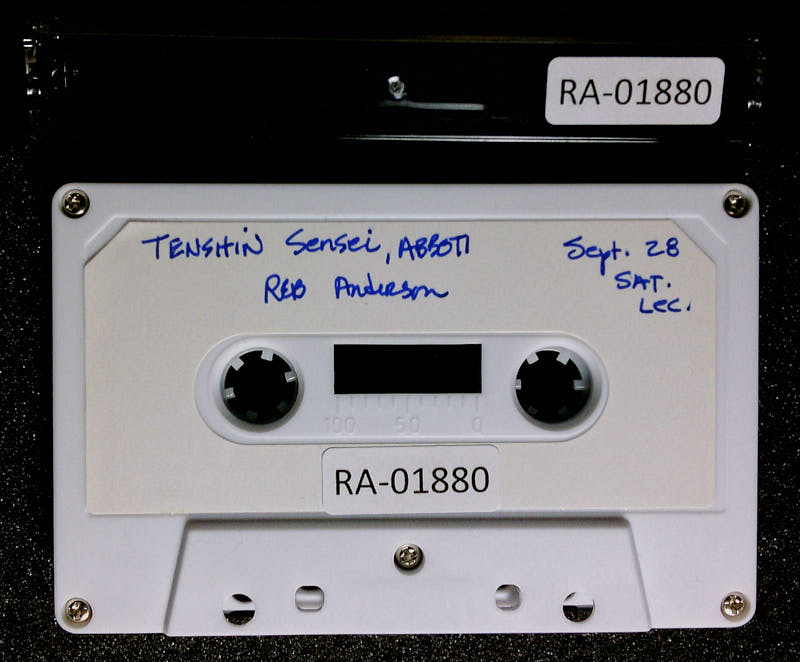 RA-01880
TENSHIN Sensei, ABBOTT
Sept. 28
REB Anderson
SAT.
Lec.
100 50 0
RA-01880